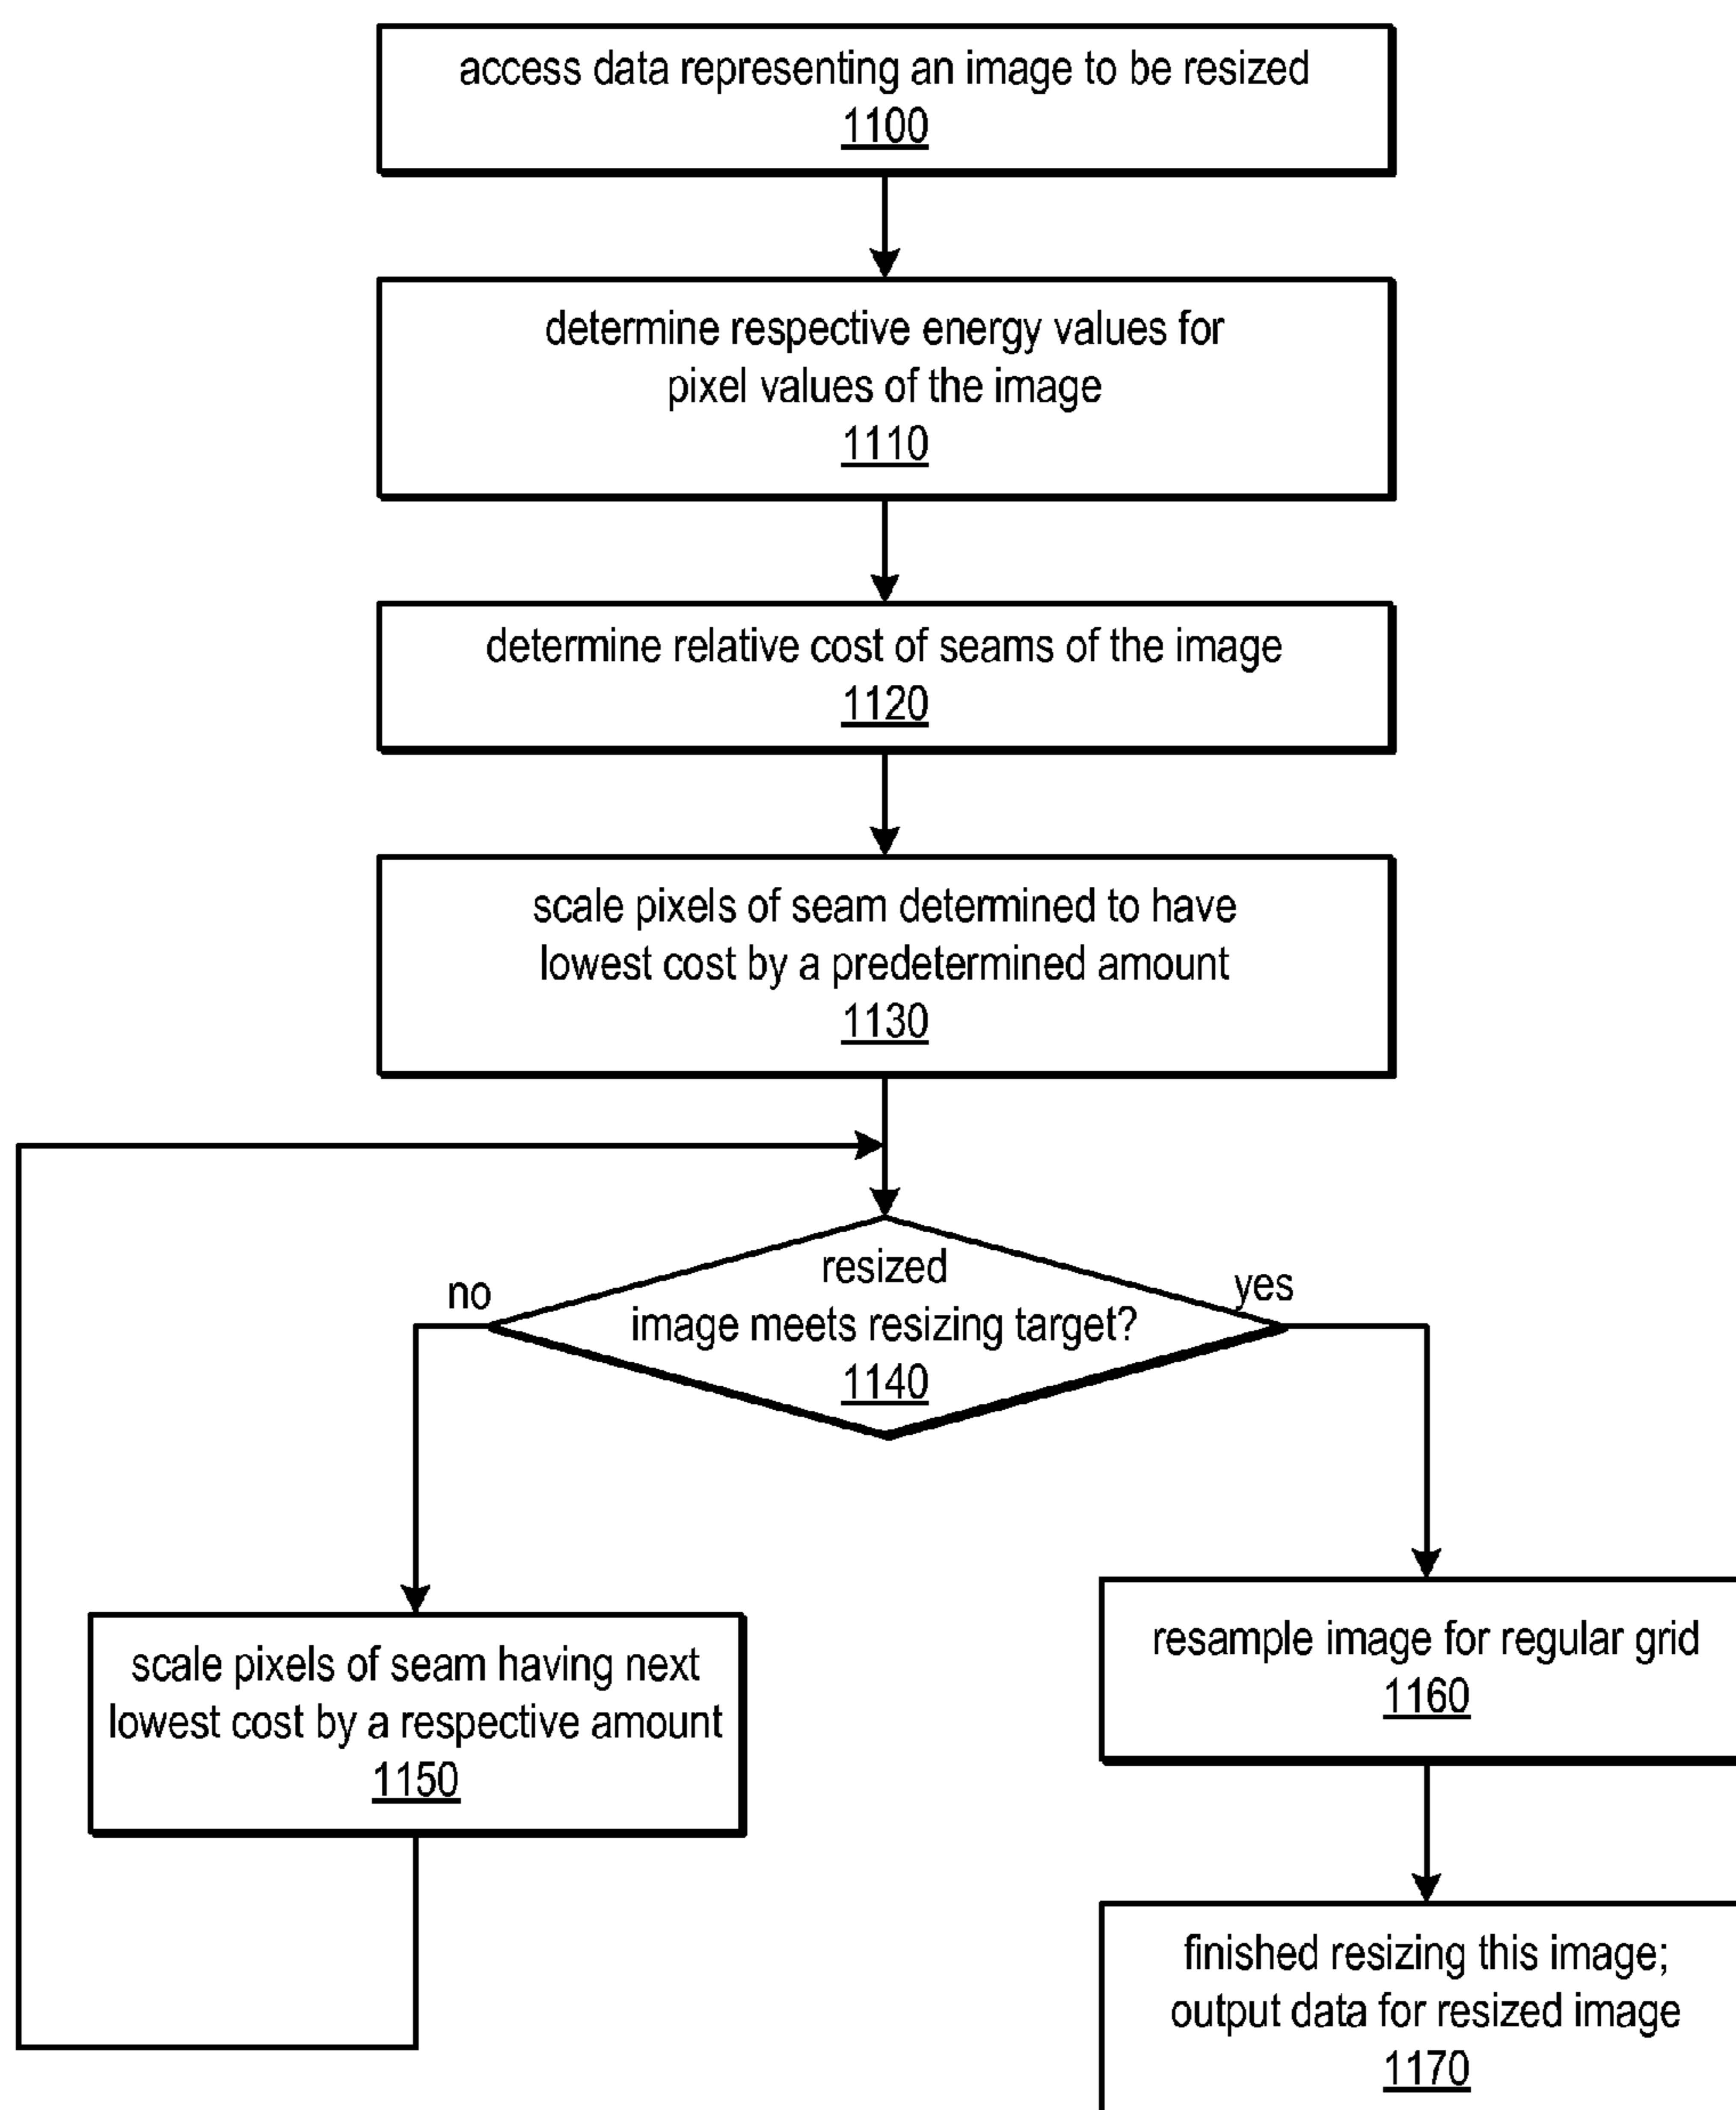 access data representing an image to be resized
1100
determine respective energy values for
pixel values of the image
1110
determine relative cost of seams of the image
1120
scale pixels of seam determined to have
lowest cost by a predetermined amount
1130
resized
image meets resizing target?
1140
no
yes
scale pixels of seam having next
lowest cost by a respective amount
1150
resample image for regular grid
1160
finished resizing this image;
output data for resized image
1170